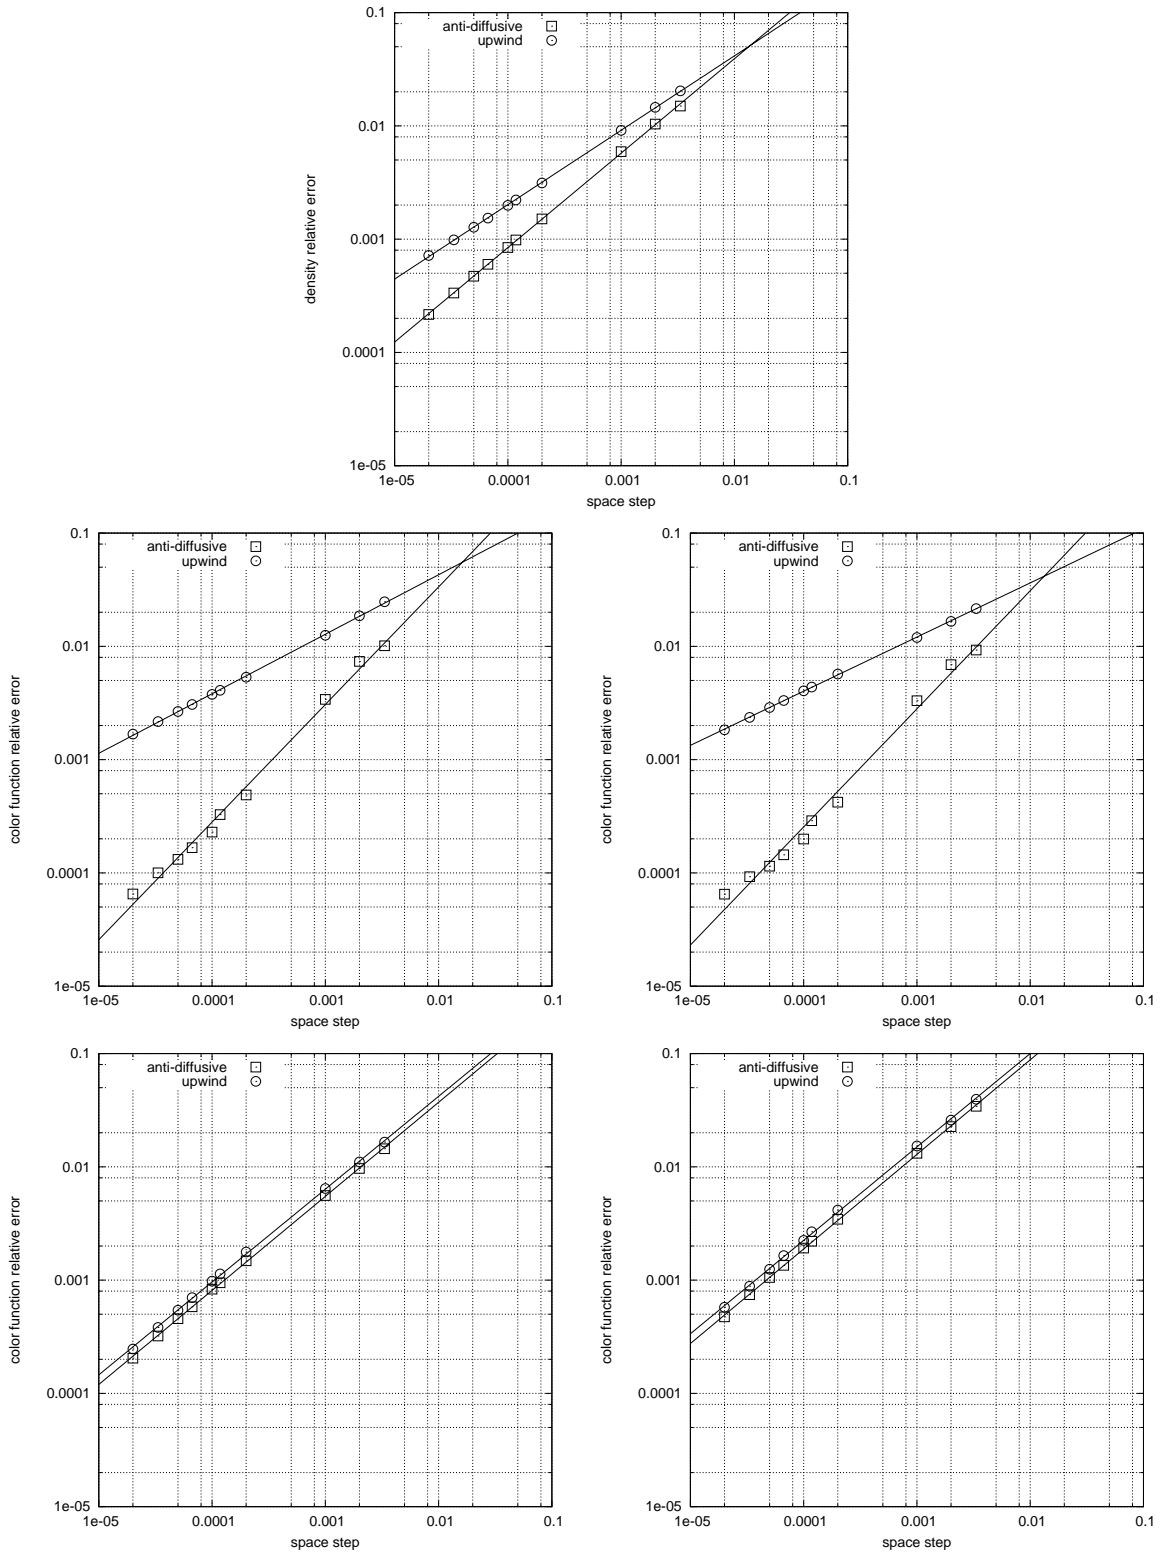 0.1
anti-diffusive
upwind
0.01
density relative error
0.001
0.0001
1e-05
1e-05 0.0001 0.001 0.01 0.1
space step
0.1
anti-diffusive
upwind
0.01
color function relative error
0.001
0.0001
1e-05
1e-05 0.0001 0.001 0.01 0.1
space step
0.1
anti-diffusive
upwind
0.01
color function relative error
0.001
0.0001
1e-05
1e-05 0.0001 0.001 0.01 0.1
space step
0.1
anti-diffusive
upwind
0.01
color function relative error
0.001
0.0001
1e-05
1e-05 0.0001 0.001 0.01 0.1
space step
0.1
anti-diffusive
upwind
0.01
color function relative error
0.001
0.0001
1e-05
1e-05 0.0001 0.001 0.01 0.1
space step